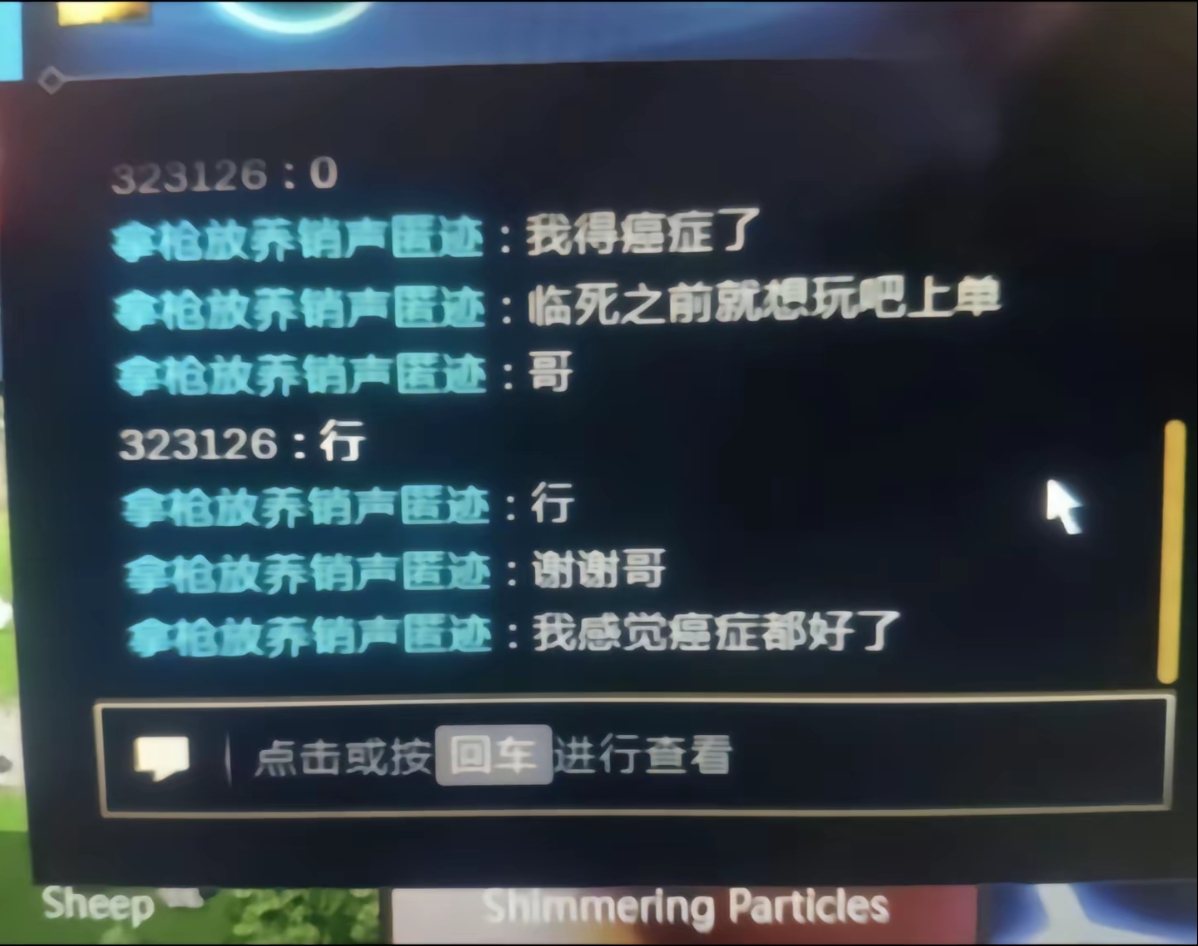 323126：0
拿枪放养销声匿迹：我得癌症了
拿枪放养销声匿迹：临死之前就想玩吧上单
拿枪放养销声匿迹：哥
323126：行
拿枪放养销声匿迹：行
拿枪放养销声匿迹：谢谢哥
拿枪放养销声匿迹：我感觉癌症都好了
点击或按回车进行查看
Sheep
Shimmering Particles